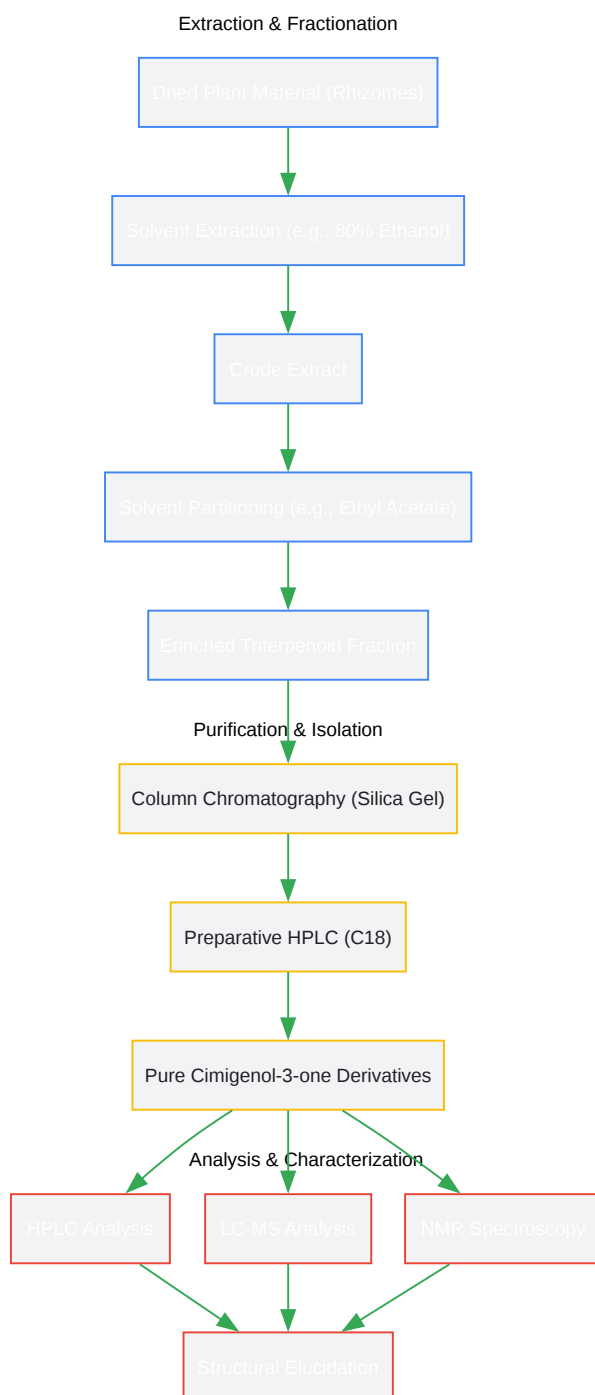 Extraction & Fractionation
Dried Plant Material (Rhizomes)
Solvent Extraction (e.g., 80% Ethanol)
Crude Extract
Solvent Partitioning (e.g., Ethyl Acetate)
Enriched Triterpenoid Fraction
Purification & Isolation
Column Chromatography (Silica Gel)
Preparative HPLC (C18)
Pure Cimigenol-3-one Derivatives
Analysis & Characterization
HPLC Analysis
LC-MS Analysis
NMR Spectroscopy
Structural Elucidation